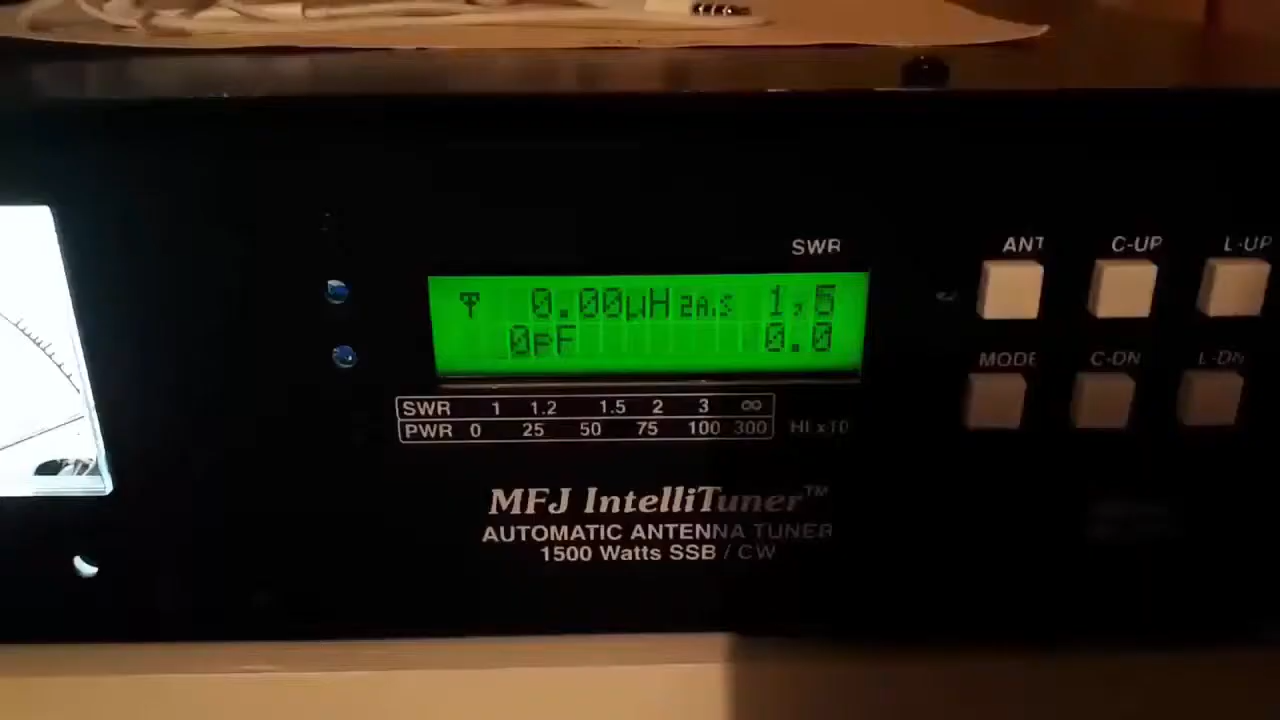 SWR
ANT C-UP L-UP
0.00µH 2A.S 1.5
0pF 0.0
MODE C-DN L-DN
SWR 1 1.2 1.5 2 3 ∞
PWR 0 25 50 75 100 300 HI x10
MFJ IntelliTuner™
AUTOMATIC ANTENNA TUNER
1500 Watts SSB / CW